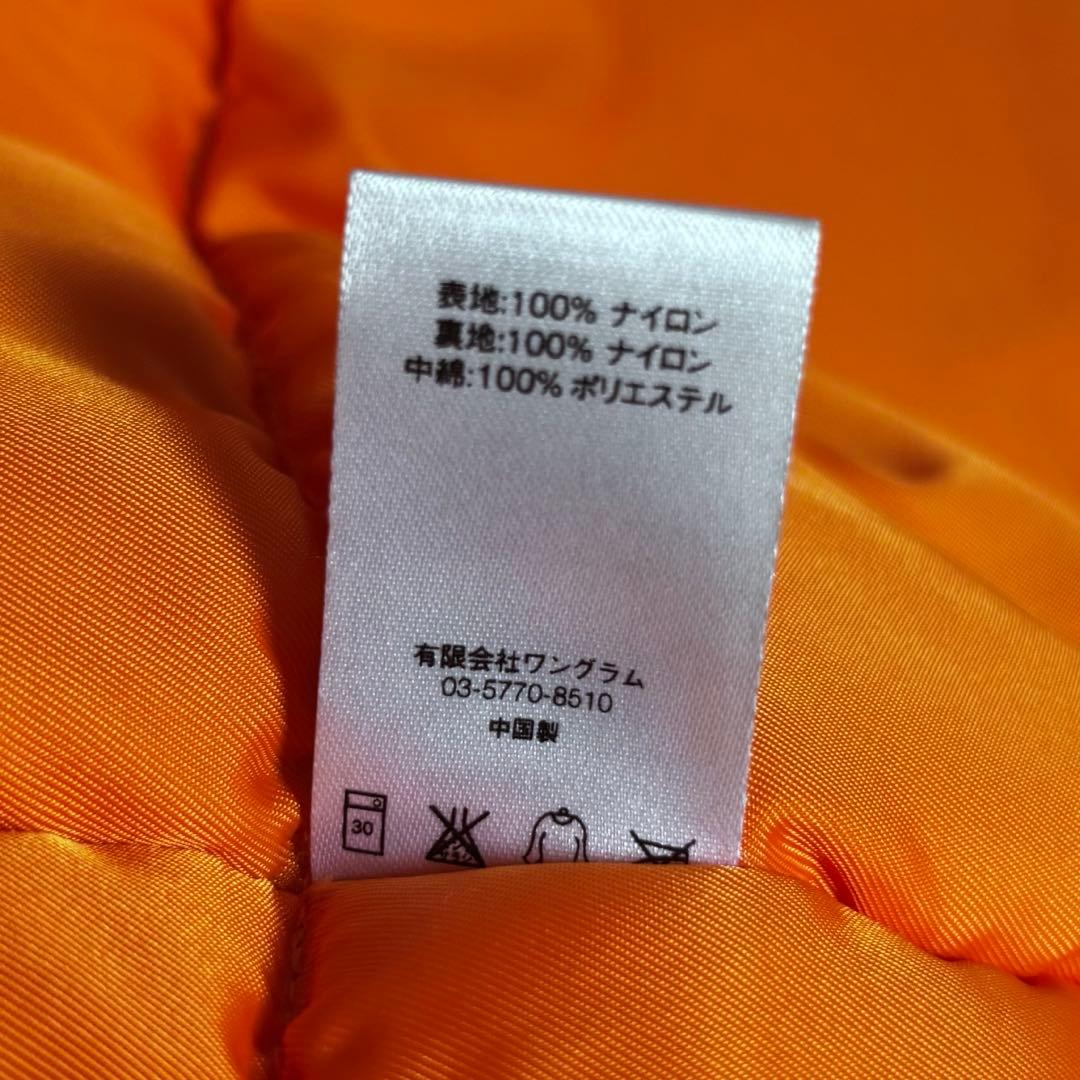 表地:100% ナイロン
裏地:100% ナイロン
中綿:100% ポリエステル
有限会社ワングラム
03-5770-8510
中国製
30